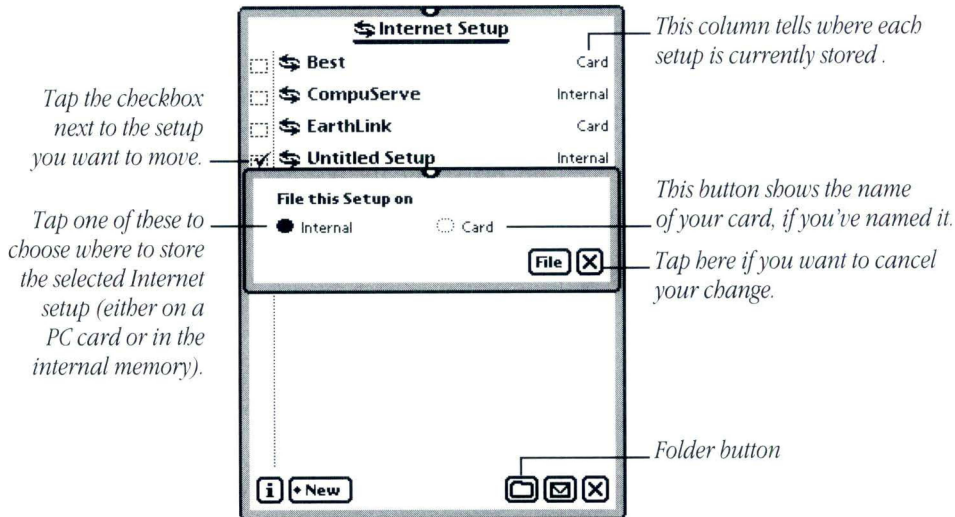 Internet Setup
Best Card
CompuServe Internal
EarthLink Card
Untitled Setup Internal
File this Setup on
Internal Card
File
i New
Tap the checkbox
next to the setup
you want to move.
Tap one of these to
choose where to store
the selected Internet
setup (either on a
PC card or in the
internal memory).
This column tells where each
setup is currently stored .
This button shows the name
of your card, if you've named it.
Tap here if you want to cancel
your change.
Folder button